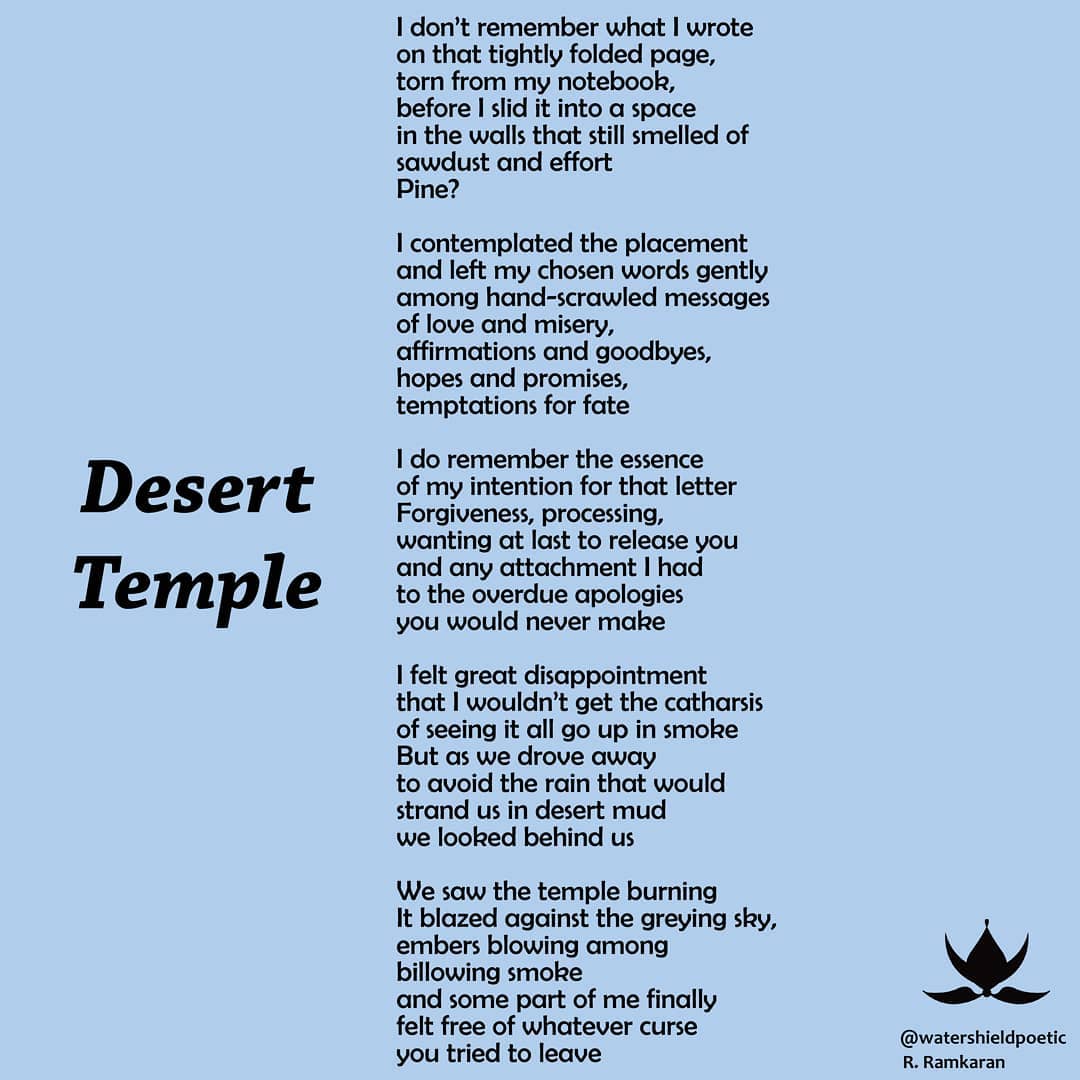 Desert
Temple
I don’t remember what I wrote
on that tightly folded page,
torn from my notebook,
before I slid it into a space
in the walls that still smelled of
sawdust and effort
Pine?
I contemplated the placement
and left my chosen words gently
among hand-scrawled messages
of love and misery,
affirmations and goodbyes,
hopes and promises,
temptations for fate
I do remember the essence
of my intention for that letter
Forgiveness, processing,
wanting at last to release you
and any attachment I had
to the overdue apologies
you would never make
I felt great disappointment
that I wouldn’t get the catharsis
of seeing it all go up in smoke
But as we drove away
to avoid the rain that would
strand us in desert mud
we looked behind us
We saw the temple burning
It blazed against the greying sky,
embers blowing among
billowing smoke
and some part of me finally
felt free of whatever curse
you tried to leave
@watershieldpoetic
R. Ramkaran